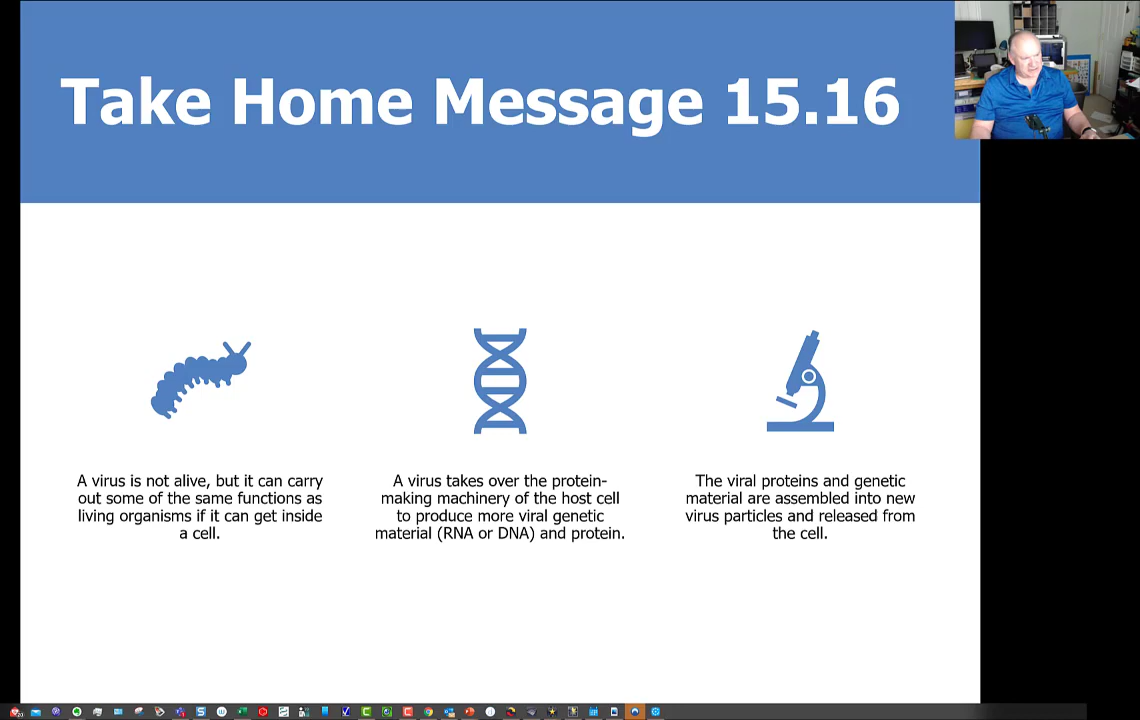 Take Home Message 15.16
A virus is not alive, but it can carry
out some of the same functions as
living organisms if it can get inside
a cell.
A virus takes over the protein-
making machinery of the host cell
to produce more viral genetic
material (RNA or DNA) and protein.
The viral proteins and genetic
material are assembled into new
virus particles and released from
the cell.